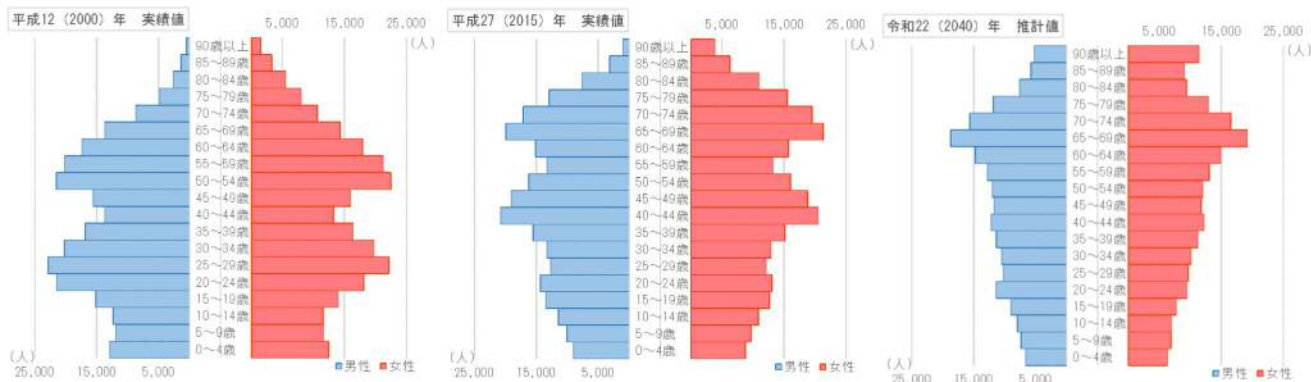 平成12（2000）年　実績値
5,000　15,000　25,000
(人)
25,000　15,000　5,000
90歳以上
85～89歳
80～84歳
75～79歳
70～74歳
65～69歳
60～64歳
55～59歳
50～54歳
45～49歳
40～44歳
35～39歳
30～34歳
25～29歳
20～24歳
15～19歳
10～14歳
5～9歳
0～4歳
(人)
男性　女性
平成27（2015）年　実績値
5,000　15,000　25,000
(人)
90歳以上
85～89歳
80～84歳
75～79歳
70～74歳
65～69歳
60～64歳
55～59歳
50～54歳
45～49歳
40～44歳
35～39歳
30～34歳
25～29歳
20～24歳
15～19歳
10～14歳
5～9歳
0～4歳
(人)
25,000　15,000　5,000
男性　女性
令和22（2040）年　推計値
5,000　15,000　25,000
(人)
90歳以上
85～89歳
80～84歳
75～79歳
70～74歳
65～69歳
60～64歳
55～59歳
50～54歳
45～49歳
40～44歳
35～39歳
30～34歳
25～29歳
20～24歳
15～19歳
10～14歳
5～9歳
0～4歳
(人)
25,000　15,000　5,000
男性　女性